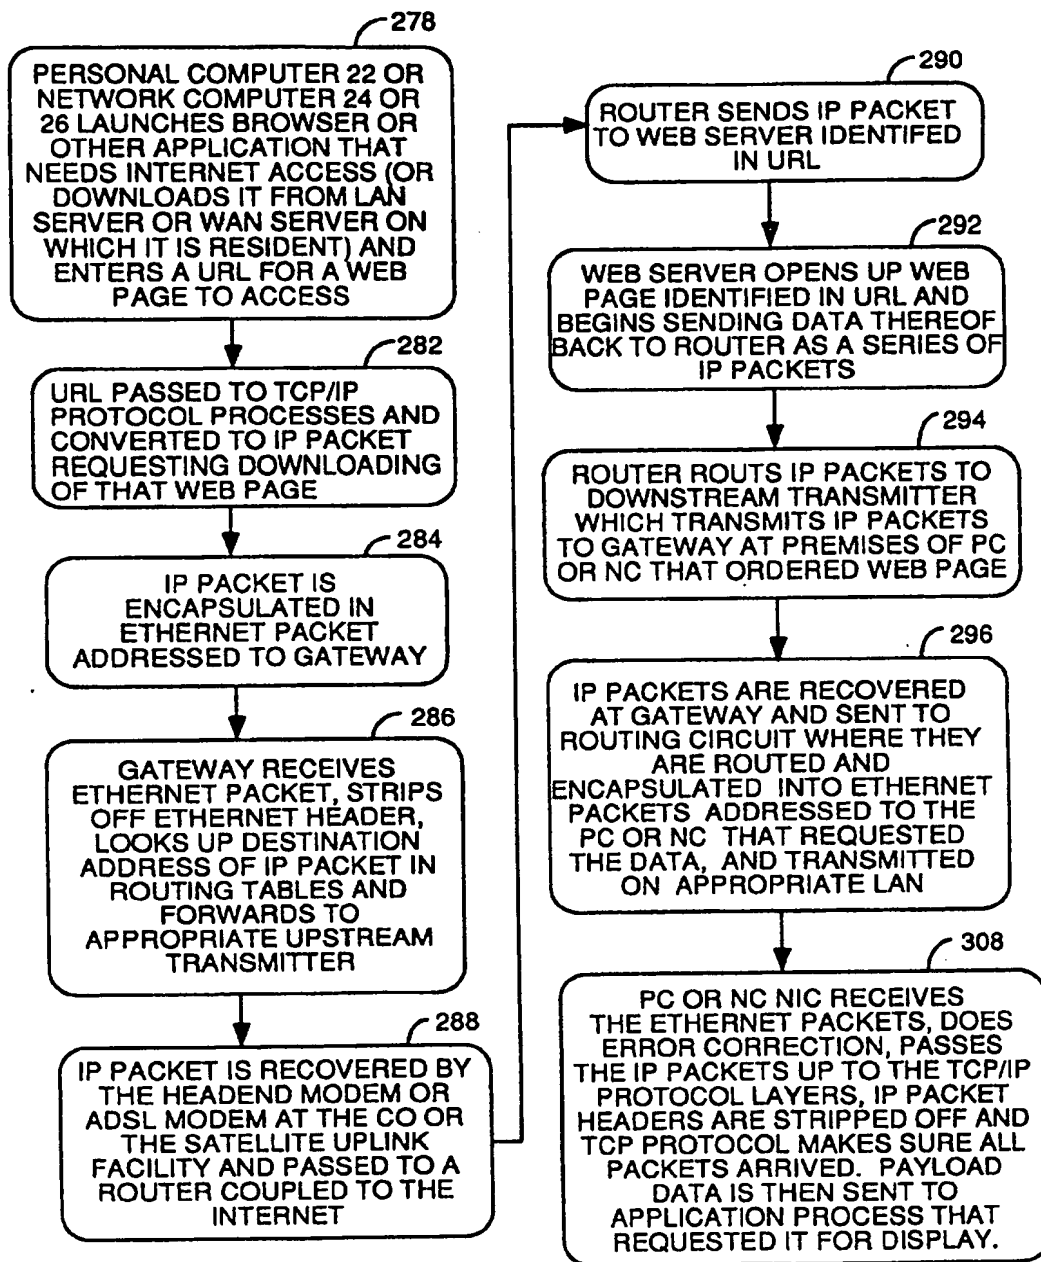 278
PERSONAL COMPUTER 22 OR
NETWORK COMPUTER 24 OR
26 LAUNCHES BROWSER OR
OTHER APPLICATION THAT
NEEDS INTERNET ACCESS (OR
DOWNLOADS IT FROM LAN
SERVER OR WAN SERVER ON
WHICH IT IS RESIDENT) AND
ENTERS A URL FOR A WEB
PAGE TO ACCESS
282
URL PASSED TO TCP/IP
PROTOCOL PROCESSES AND
CONVERTED TO IP PACKET
REQUESTING DOWNLOADING
OF THAT WEB PAGE
284
IP PACKET IS
ENCAPSULATED IN
ETHERNET PACKET
ADDRESSED TO GATEWAY
286
GATEWAY RECEIVES
ETHERNET PACKET, STRIPS
OFF ETHERNET HEADER,
LOOKS UP DESTINATION
ADDRESS OF IP PACKET IN
ROUTING TABLES AND
FORWARDS TO
APPROPRIATE UPSTREAM
TRANSMITTER
288
IP PACKET IS RECOVERED BY
THE HEADEND MODEM OR
ADSL MODEM AT THE CO OR
THE SATELLITE UPLINK
FACILITY AND PASSED TO A
ROUTER COUPLED TO THE
INTERNET
290
ROUTER SENDS IP PACKET
TO WEB SERVER IDENTIFED
IN URL
292
WEB SERVER OPENS UP WEB
PAGE IDENTIFIED IN URL AND
BEGINS SENDING DATA THEREOF
BACK TO ROUTER AS A SERIES OF
IP PACKETS
294
ROUTER ROUTS IP PACKETS TO
DOWNSTREAM TRANSMITTER
WHICH TRANSMITS IP PACKETS
TO GATEWAY AT PREMISES OF PC
OR NC THAT ORDERED WEB PAGE
296
IP PACKETS ARE RECOVERED
AT GATEWAY AND SENT TO
ROUTING CIRCUIT WHERE THEY
ARE ROUTED AND
ENCAPSULATED INTO ETHERNET
PACKETS ADDRESSED TO THE
PC OR NC THAT REQUESTED
THE DATA, AND TRANSMITTED
ON APPROPRIATE LAN
308
PC OR NC NIC RECEIVES
THE ETHERNET PACKETS, DOES
ERROR CORRECTION, PASSES
THE IP PACKETS UP TO THE TCP/IP
PROTOCOL LAYERS, IP PACKET
HEADERS ARE STRIPPED OFF AND
TCP PROTOCOL MAKES SURE ALL
PACKETS ARRIVED. PAYLOAD
DATA IS THEN SENT TO
APPLICATION PROCESS THAT
REQUESTED IT FOR DISPLAY.